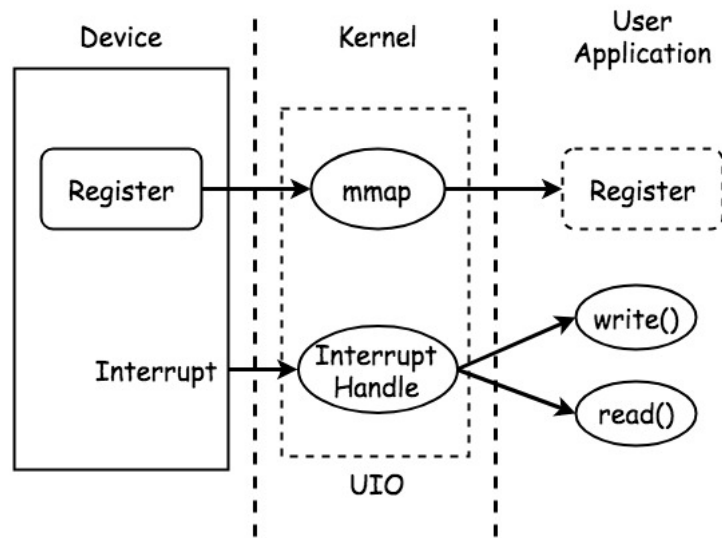 Device
Kernel
User
Application
Register
mmap
Register
write()
Interrupt
Interrupt
Handle
read()
UIO